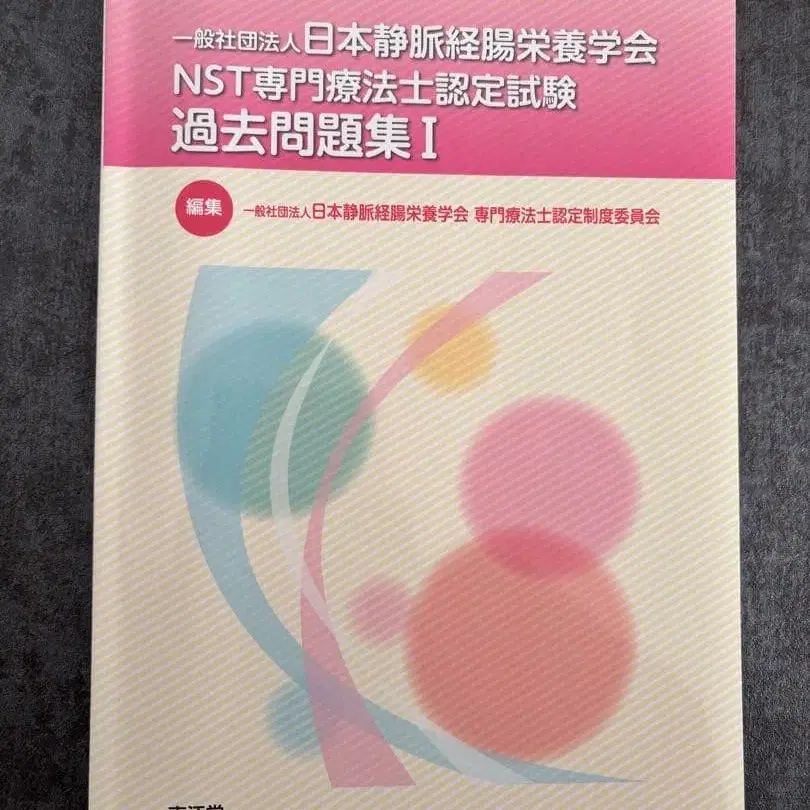 一般社団法人日本静脈経腸栄養学会
NST専門療法士認定試験
過去問題集Ⅰ
編集
一般社団法人日本静脈経腸栄養学会 専門療法士認定制度委員会